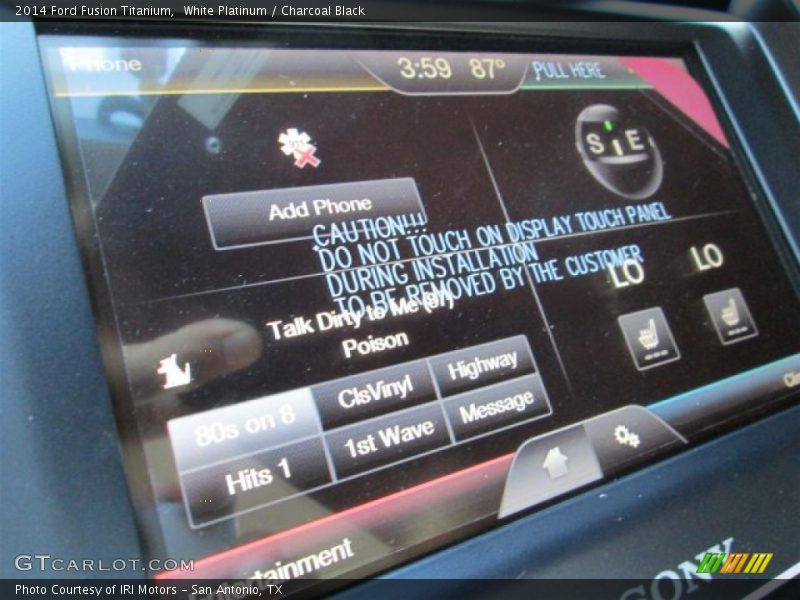 2014 Ford Fusion Titanium,  White Platinum / Charcoal Black
Phone
3:59 87°
PULL HERE
S E
Add Phone
CAUTION!!!
DO NOT TOUCH ON DISPLAY TOUCH PANEL
DURING INSTALLATION
TO BE REMOVED BY THE CUSTOMER
LO LO
Talk Dirty to Me
Poison
80s on 8 ClsVinyl Highway
Hits 1 1st Wave Message
Entertainment
SONY
GTCARLOT.COM
Photo Courtesy of IRI Motors – San Antonio, TX